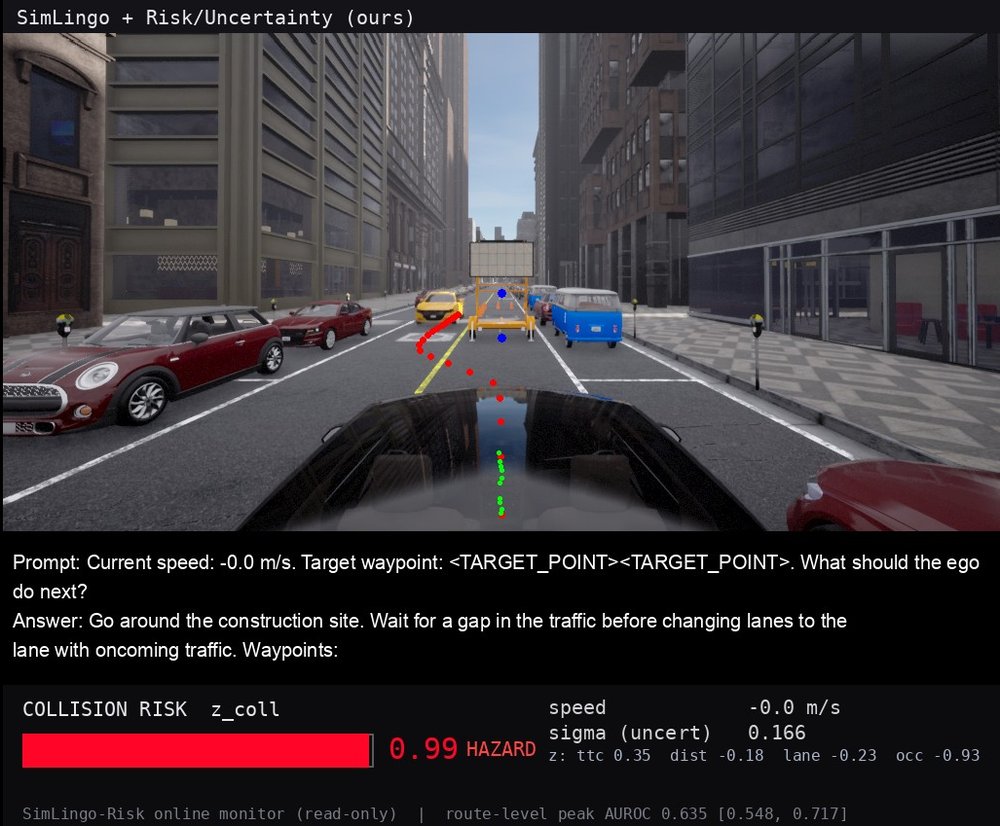 SimLingo + Risk/Uncertainty (ours)
Prompt: Current speed: -0.0 m/s. Target waypoint: <TARGET_POINT><TARGET_POINT>. What should the ego
do next?
Answer: Go around the construction site. Wait for a gap in the traffic before changing lanes to the
lane with oncoming traffic. Waypoints:
COLLISION RISK z_coll
0.99 HAZARD
speed -0.0 m/s
sigma (uncert) 0.166
z: ttc 0.35 dist -0.18 lane -0.23 occ -0.93
SimLingo-Risk online monitor (read-only) | route-level peak AUROC 0.635 [0.548, 0.717]